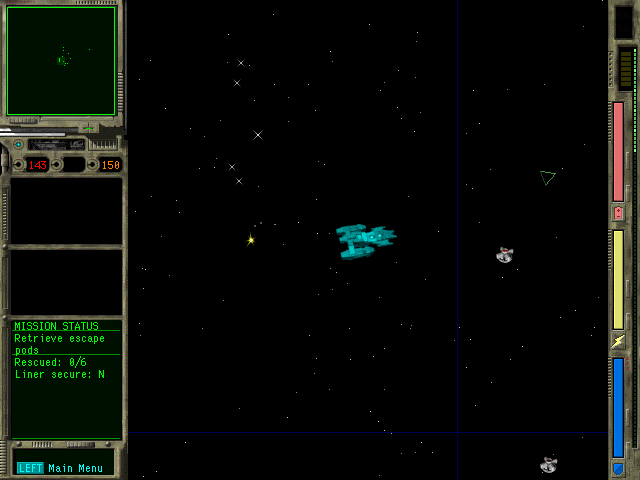 143
150
MISSION STATUS
Retrieve escape
pods
Rescued: 0/6
Liner secure: N
LEFT Main Menu